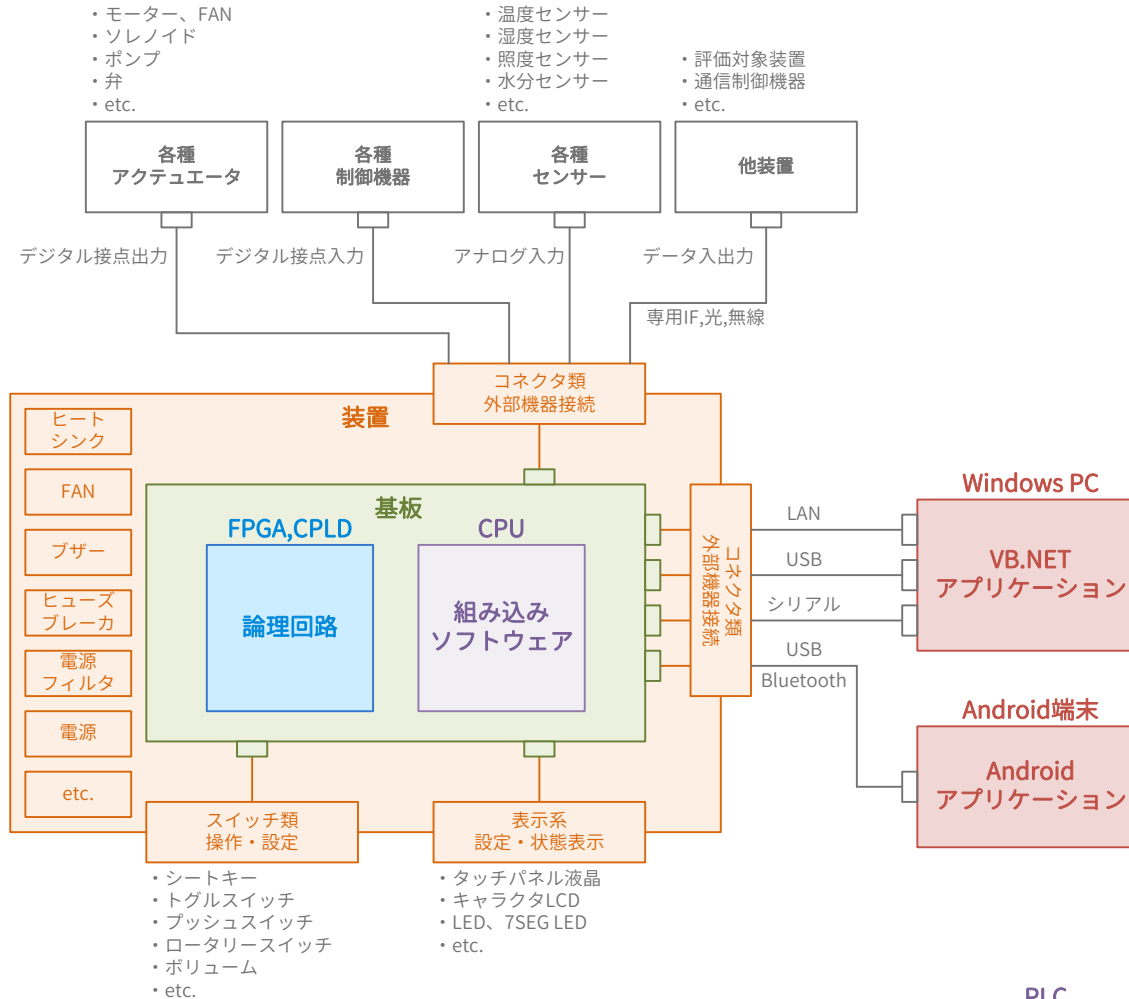 ・モーター、FAN
・ソレノイド
・ポンプ
・弁
・etc.
・温度センサー
・湿度センサー
・照度センサー
・水分センサー
・etc.
・評価対象装置
・通信制御機器
・etc.
各種
アクテュエータ
各種
制御機器
各種
センサー
他装置
デジタル接点出力
デジタル接点入力
アナログ入力
データ入出力
専用IF,光,無線
コネクタ類
外部機器接続
装置
ヒート
シンク
FAN
ブザー
ヒューズ
ブレーカ
電源
フィルタ
電源
etc.
基板
FPGA,CPLD
論理回路
CPU
組み込み
ソフトウェア
コネクタ類
外部機器接続
LAN
USB
シリアル
USB
Bluetooth
Windows PC
VB.NET
アプリケーション
Android端末
Android
アプリケーション
スイッチ類
操作・設定
表示系
設定・状態表示
・シートキー
・トグルスイッチ
・プッシュスイッチ
・ロータリースイッチ
・ボリューム
・etc.
・タッチパネル液晶
・キャラクタLCD
・LED、7SEG LED
・etc.
PLC